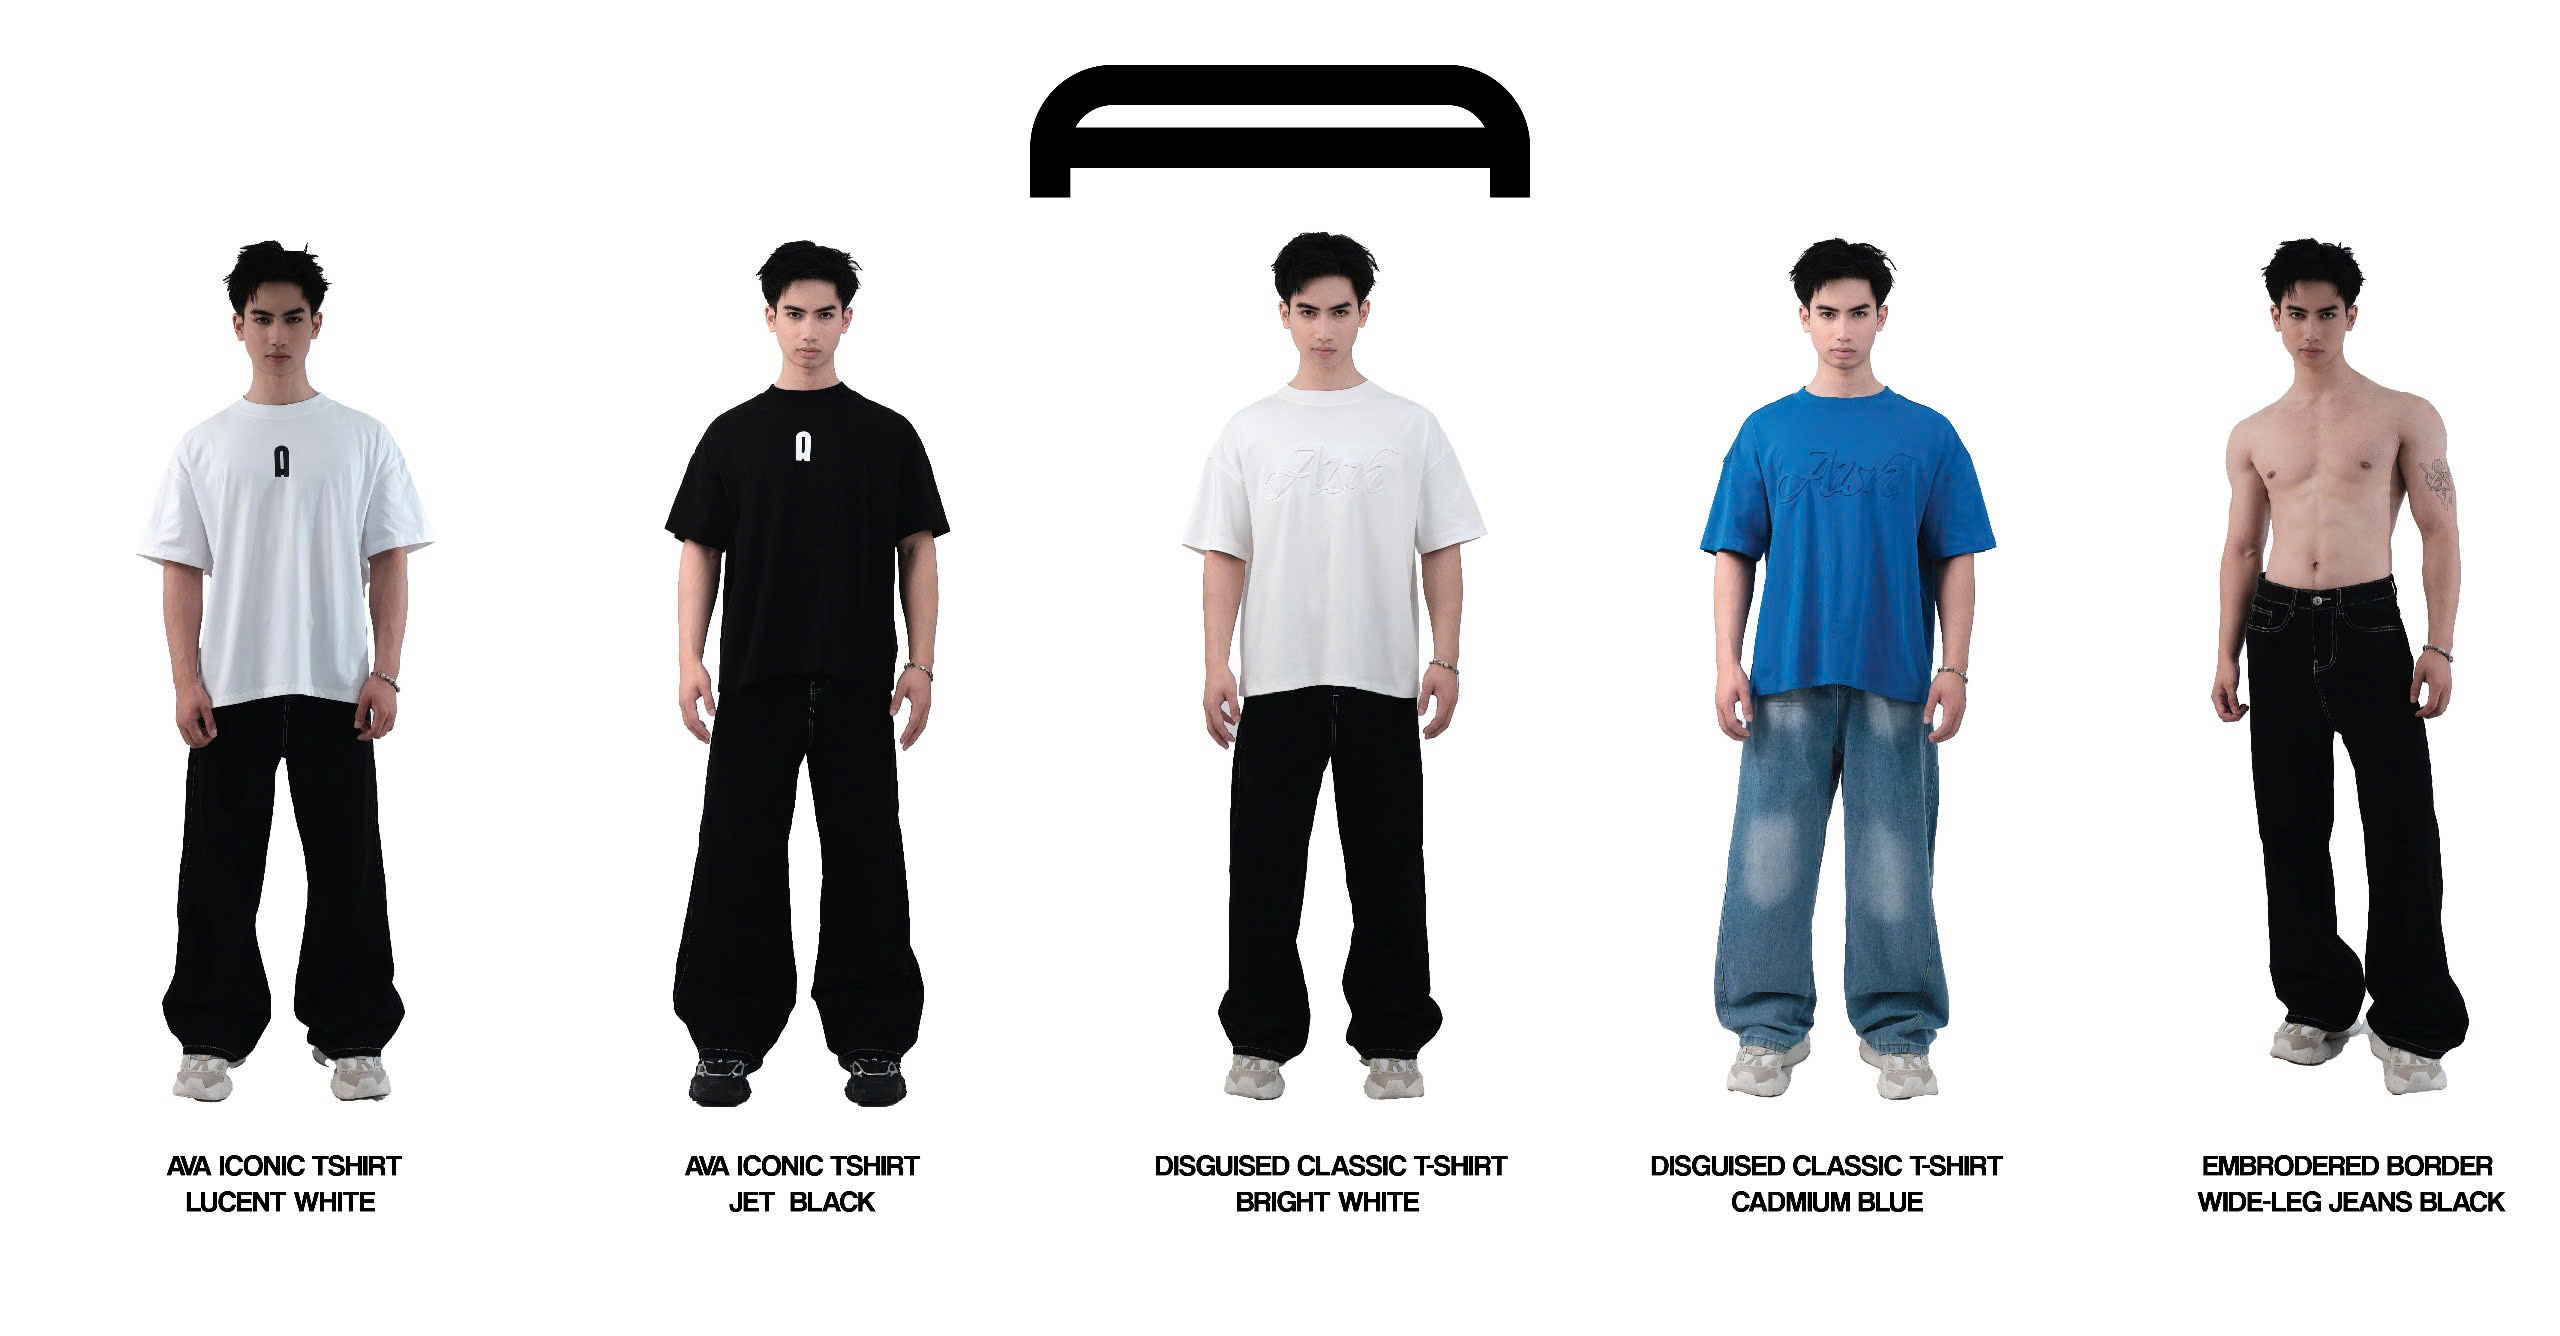 A
A
A
AVA ICONIC TSHIRT
LUCENT WHITE
AVA ICONIC TSHIRT
JET BLACK
DISGUISED CLASSIC T-SHIRT
BRIGHT WHITE
DISGUISED CLASSIC T-SHIRT
CADMIUM BLUE
EMBRODERED BORDER
WIDE-LEG JEANS BLACK